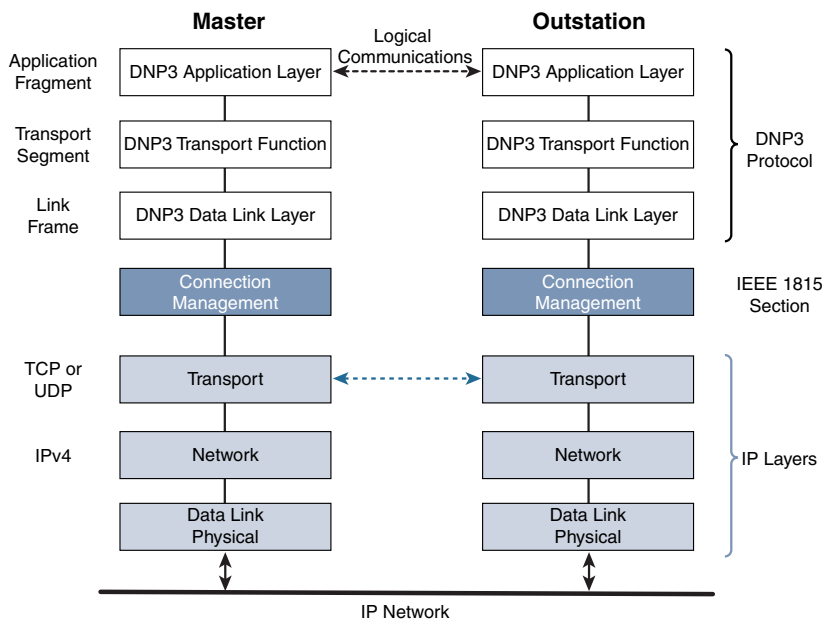 Master
Outstation
Logical
Communications
Application
Fragment
DNP3 Application Layer
DNP3 Application Layer
Transport
Segment
DNP3 Transport Function
DNP3 Transport Function
DNP3
Protocol
Link
Frame
DNP3 Data Link Layer
DNP3 Data Link Layer
Connection
Management
Connection
Management
IEEE 1815
Section
TCP or
UDP
Transport
Transport
IPv4
Network
Network
IP Layers
Data Link
Physical
Data Link
Physical
IP Network